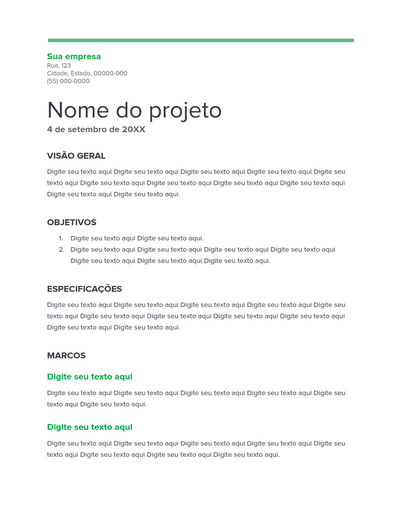 Sua empresa
Rua, 123
Cidade, Estado, 00000-000
(55) 000-0000
Nome do projeto
4 de setembro de 20XX
VISÃO GERAL
Digite seu texto aqui Digite seu texto aqui Digite seu texto aqui Digite seu texto aqui Digite seu
texto aqui Digite seu texto aqui Digite seu texto aqui Digite seu texto aqui Digite seu texto aqui
Digite seu texto aqui Digite seu texto aqui.
OBJETIVOS
1. Digite seu texto aqui Digite seu texto aqui.
2. Digite seu texto aqui Digite seu texto aqui Digite seu texto aqui Digite seu texto aqui
Digite seu texto aqui Digite seu texto aqui Digite seu texto aqui.
ESPECIFICAÇÕES
Digite seu texto aqui Digite seu texto aqui Digite seu texto aqui Digite seu texto aqui Digite seu
texto aqui Digite seu texto aqui Digite seu texto aqui Digite seu texto aqui Digite seu texto aqui
Digite seu texto aqui Digite seu texto aqui.
MARCOS
Digite seu texto aqui
Digite seu texto aqui Digite seu texto aqui Digite seu texto aqui Digite seu texto aqui Digite seu
texto aqui Digite seu texto aqui.
Digite seu texto aqui
Digite seu texto aqui Digite seu texto aqui Digite seu texto aqui Digite seu texto aqui Digite seu
texto aqui Digite seu texto aqui Digite seu texto aqui Digite seu texto aqui.